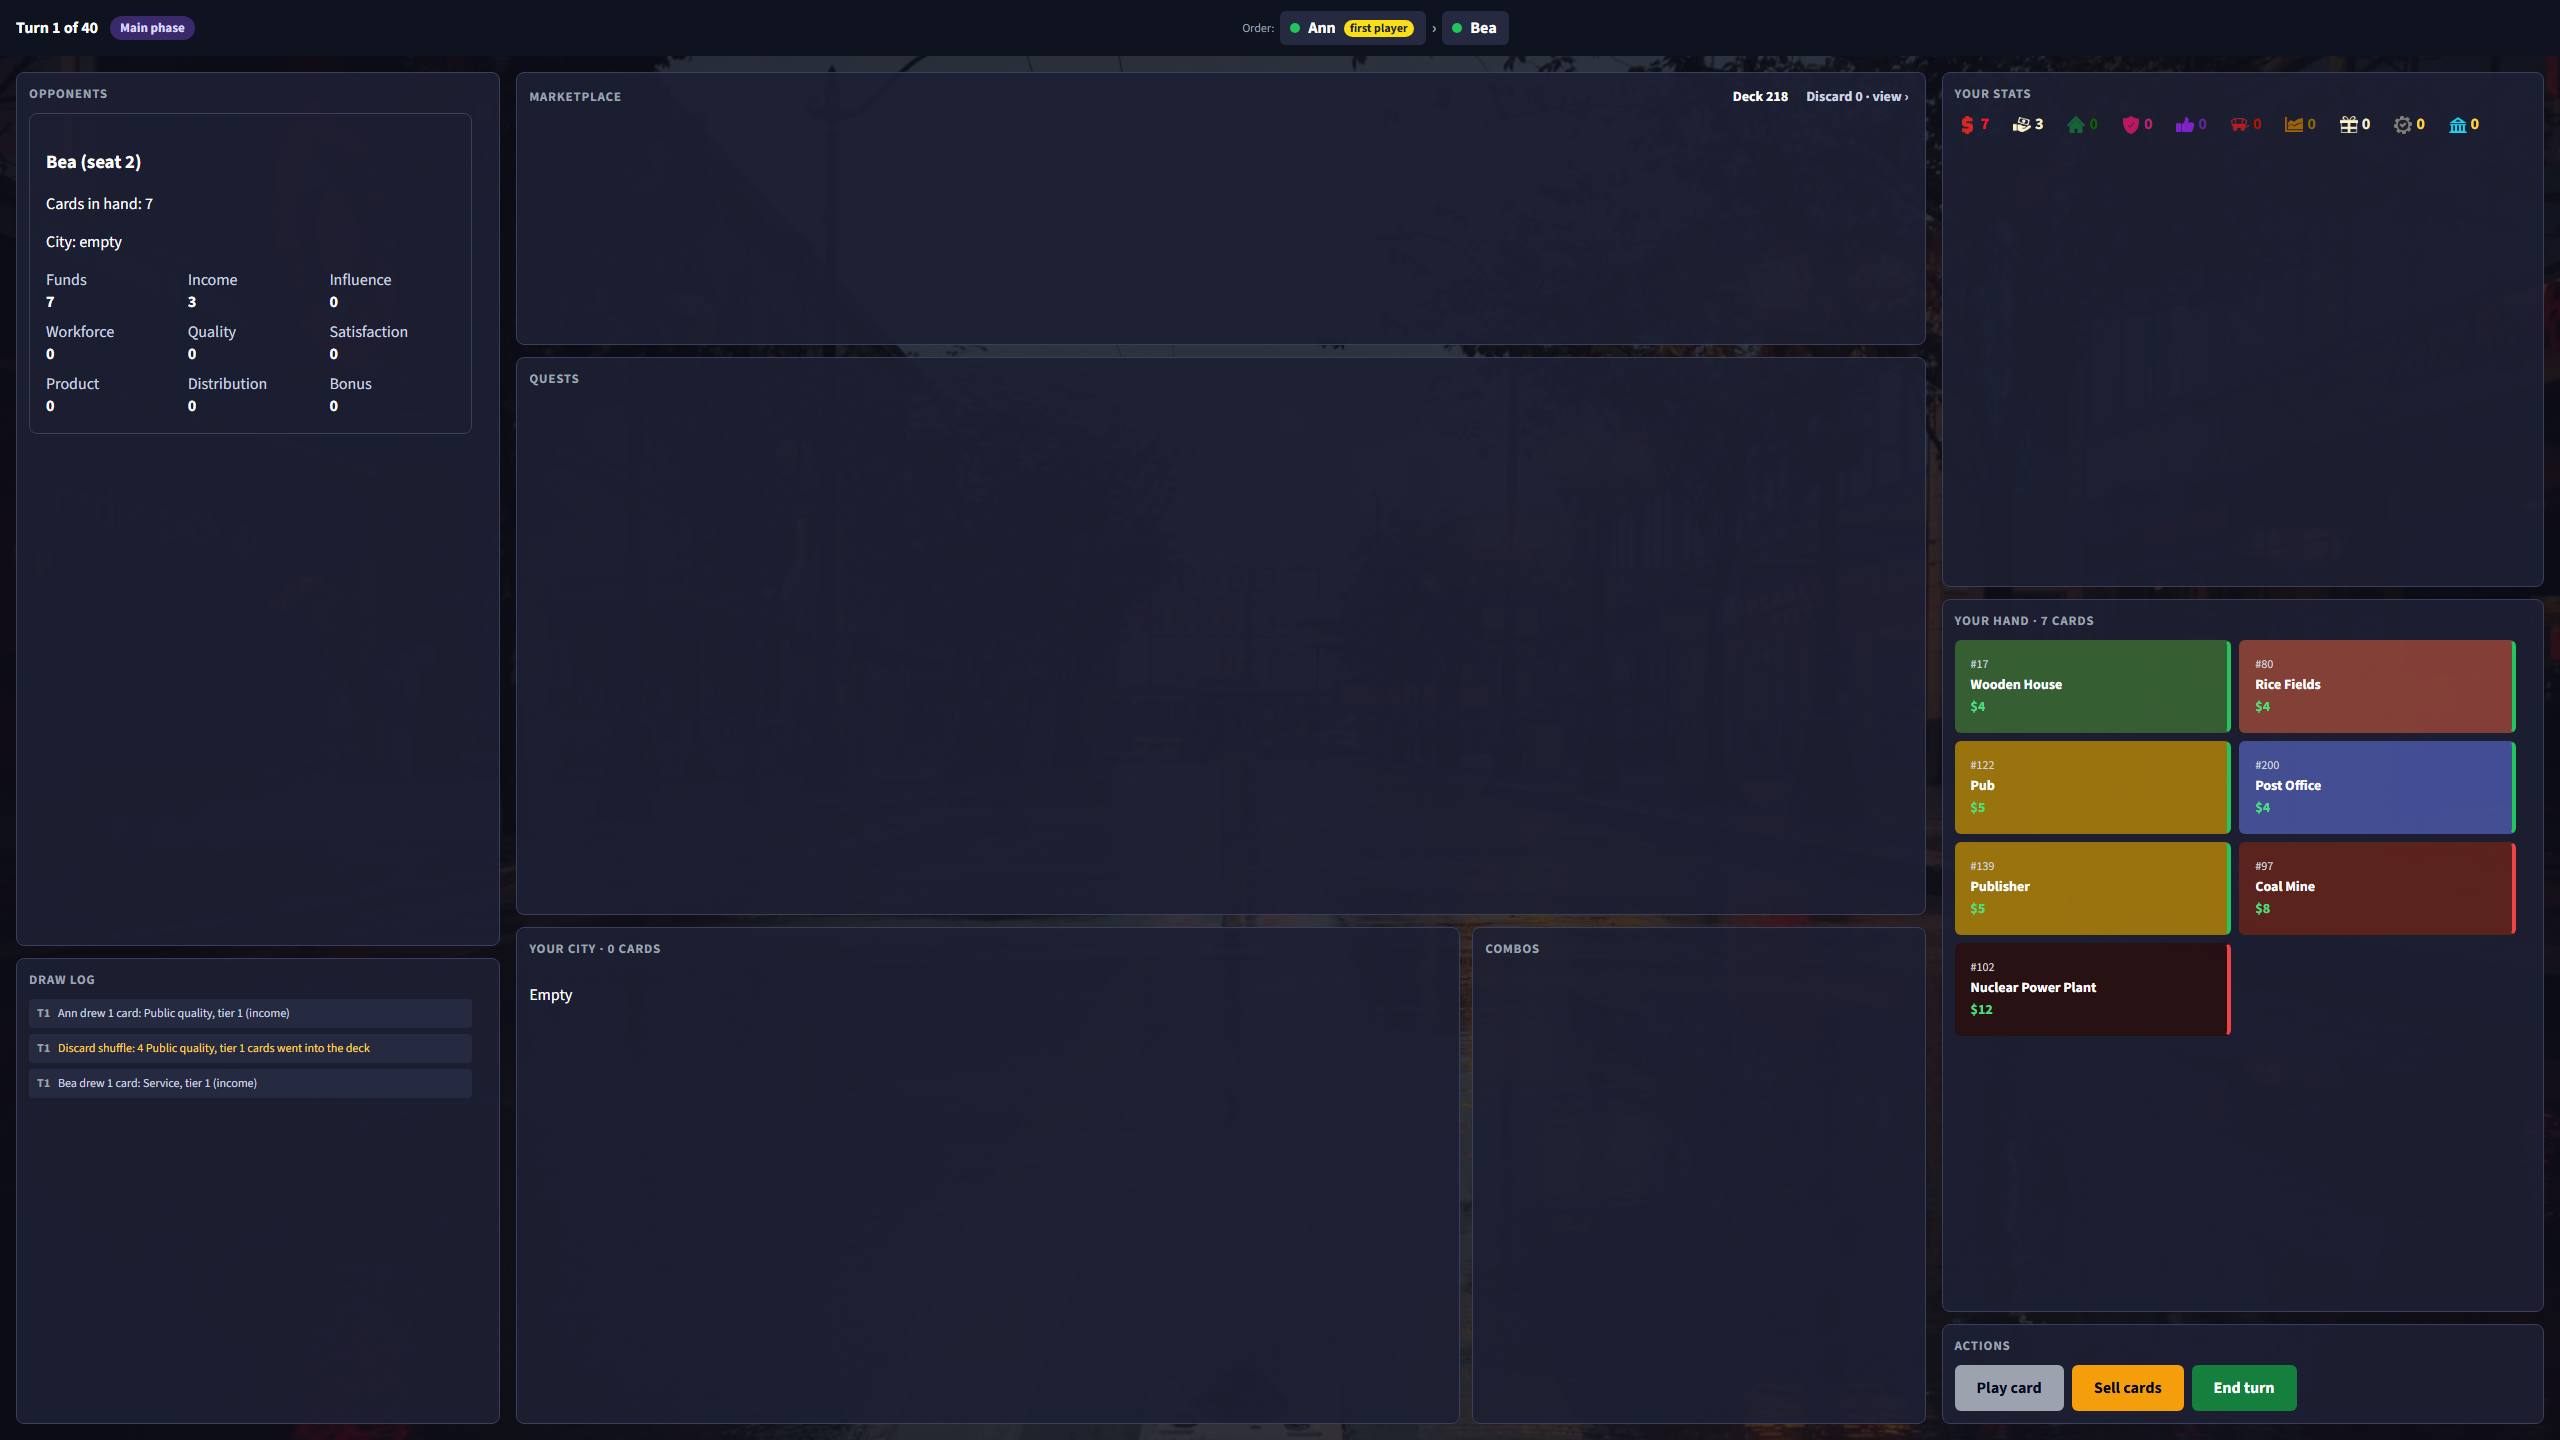 Turn 1 of 40 Main phase
Order: Ann first player › Bea
OPPONENTS
Bea (seat 2)
Cards in hand: 7
City: empty
Funds Income Influence
7 3 0
Workforce Quality Satisfaction
0 0 0
Product Distribution Bonus
0 0 0
DRAW LOG
T1 Ann drew 1 card: Public quality, tier 1 (income)
T1 Discard shuffle: 4 Public quality, tier 1 cards went into the deck
T1 Bea drew 1 card: Service, tier 1 (income)
MARKETPLACE
Deck 218 Discard 0 · view ›
QUESTS
YOUR CITY · 0 CARDS
Empty
COMBOS
YOUR STATS
7 3 0 0 0 0 0 0 0 0
YOUR HAND · 7 CARDS
#17
Wooden House
$4
#80
Rice Fields
$4
#122
Pub
$5
#200
Post Office
$4
#139
Publisher
$5
#97
Coal Mine
$8
#102
Nuclear Power Plant
$12
ACTIONS
Play card Sell cards End turn